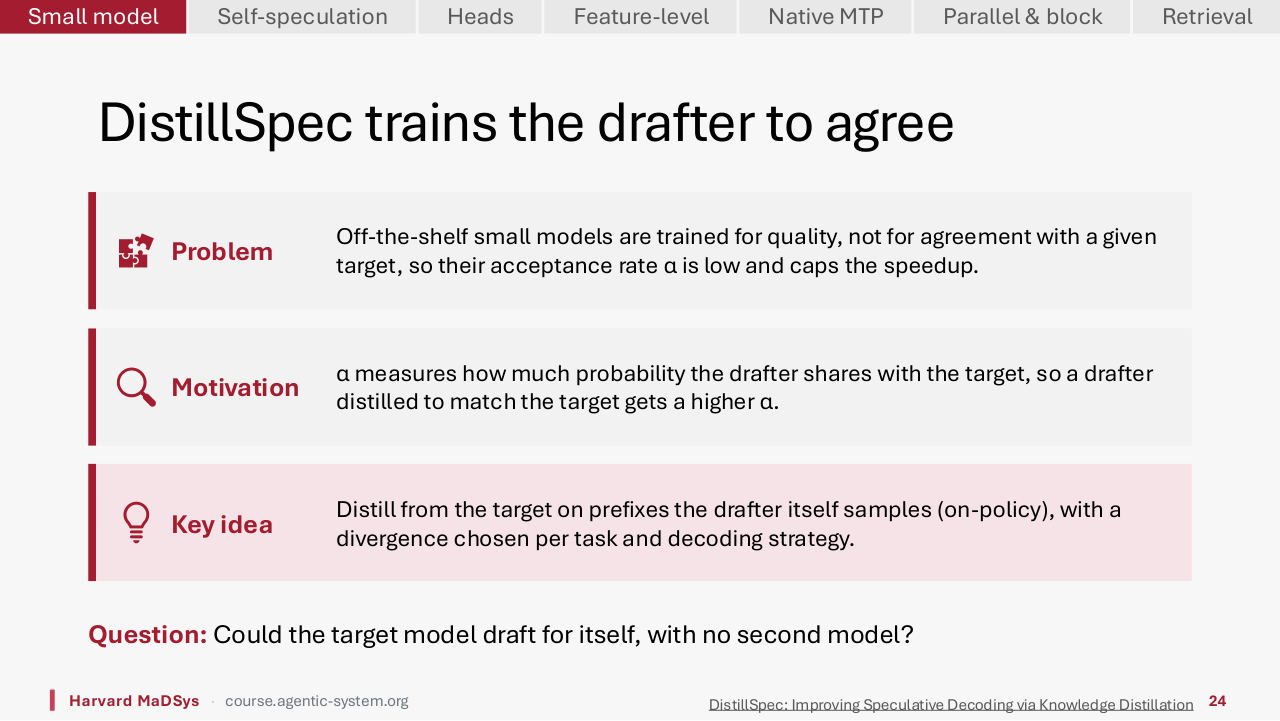 Small model
Self-speculation
Heads
Feature-level
Native MTP
Parallel & block
Retrieval
DistillSpec trains the drafter to agree
Problem
Off-the-shelf small models are trained for quality, not for agreement with a given
target, so their acceptance rate α is low and caps the speedup.
Motivation
α measures how much probability the drafter shares with the target, so a drafter
distilled to match the target gets a higher α.
Key idea
Distill from the target on prefixes the drafter itself samples (on-policy), with a
divergence chosen per task and decoding strategy.
Question: Could the target model draft for itself, with no second model?
Harvard MaDSys · course.agentic-system.org
DistillSpec: Improving Speculative Decoding via Knowledge Distillation
24